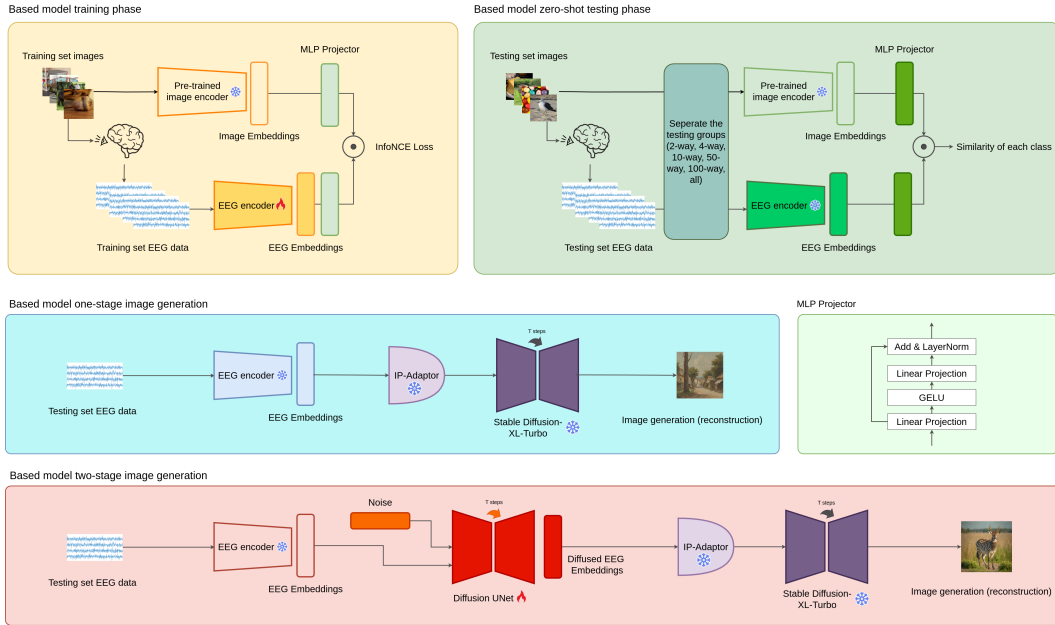 Based model training phase
Training set images
MLP Projector
Pre-trained
image encoder
Image Embeddings
InfoNCE Loss
EEG encoder
Training set EEG data
EEG Embeddings
Based model zero-shot testing phase
Testing set images
MLP Projector
Seperate the
testing groups
(2-way, 4-way,
10-way, 50-
way, 100-way,
all)
Pre-trained
image encoder
Image Embeddings
Similarity of each class
EEG encoder
Testing set EEG data
EEG Embeddings
Based model one-stage image generation
T steps
EEG encoder
IP-Adaptor
Testing set EEG data
EEG Embeddings
Stable Diffusion-
XL-Turbo
Image generation (reconstruction)
MLP Projector
Add & LayerNorm
Linear Projection
GELU
Linear Projection
Based model two-stage image generation
Noise
T steps
T steps
EEG encoder
IP-Adaptor
Diffused EEG
Embeddings
Testing set EEG data
EEG Embeddings
Diffusion UNet
Stable Diffusion-
XL-Turbo
Image generation (reconstruction)